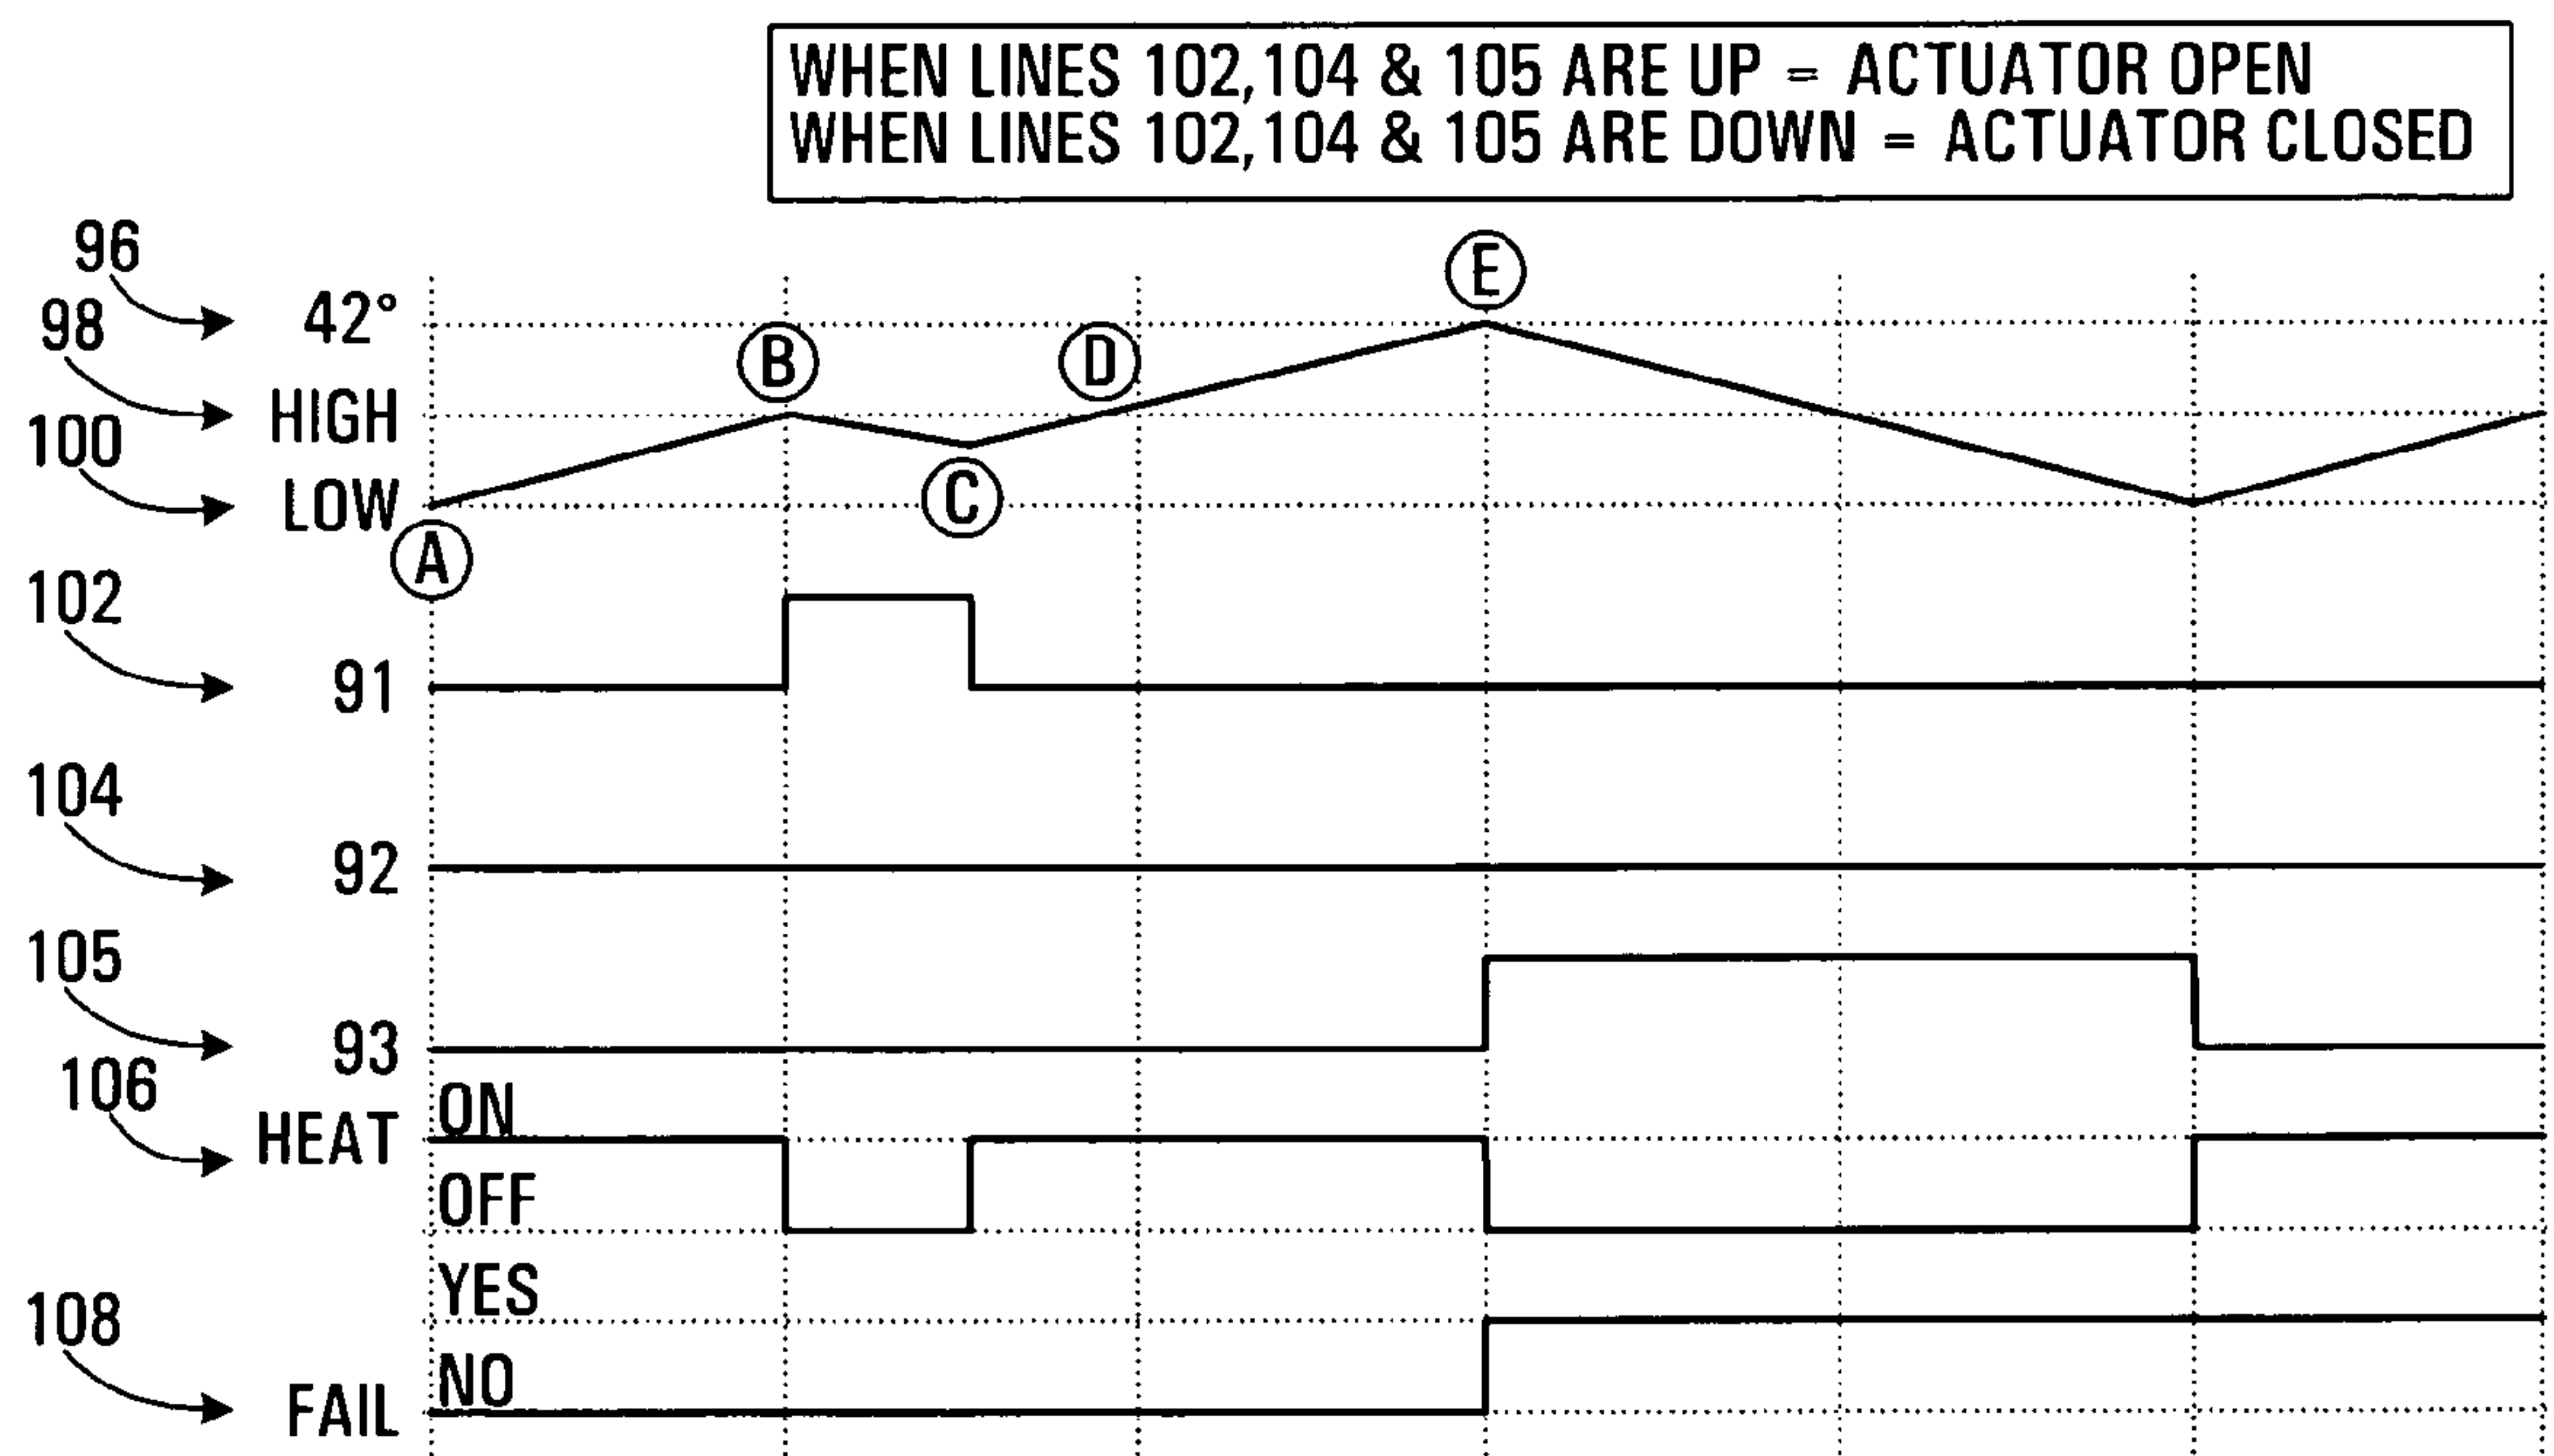 WHEN LINES 102,104 & 105 ARE UP = ACTUATOR OPEN
WHEN LINES 102,104 & 105 ARE DOWN = ACTUATOR CLOSED
96
42°
98
HIGH
100
LOW
A
B
C
D
E
102
91
104
92
105
93
106
HEAT
ON
OFF
YES
NO
108
FAIL